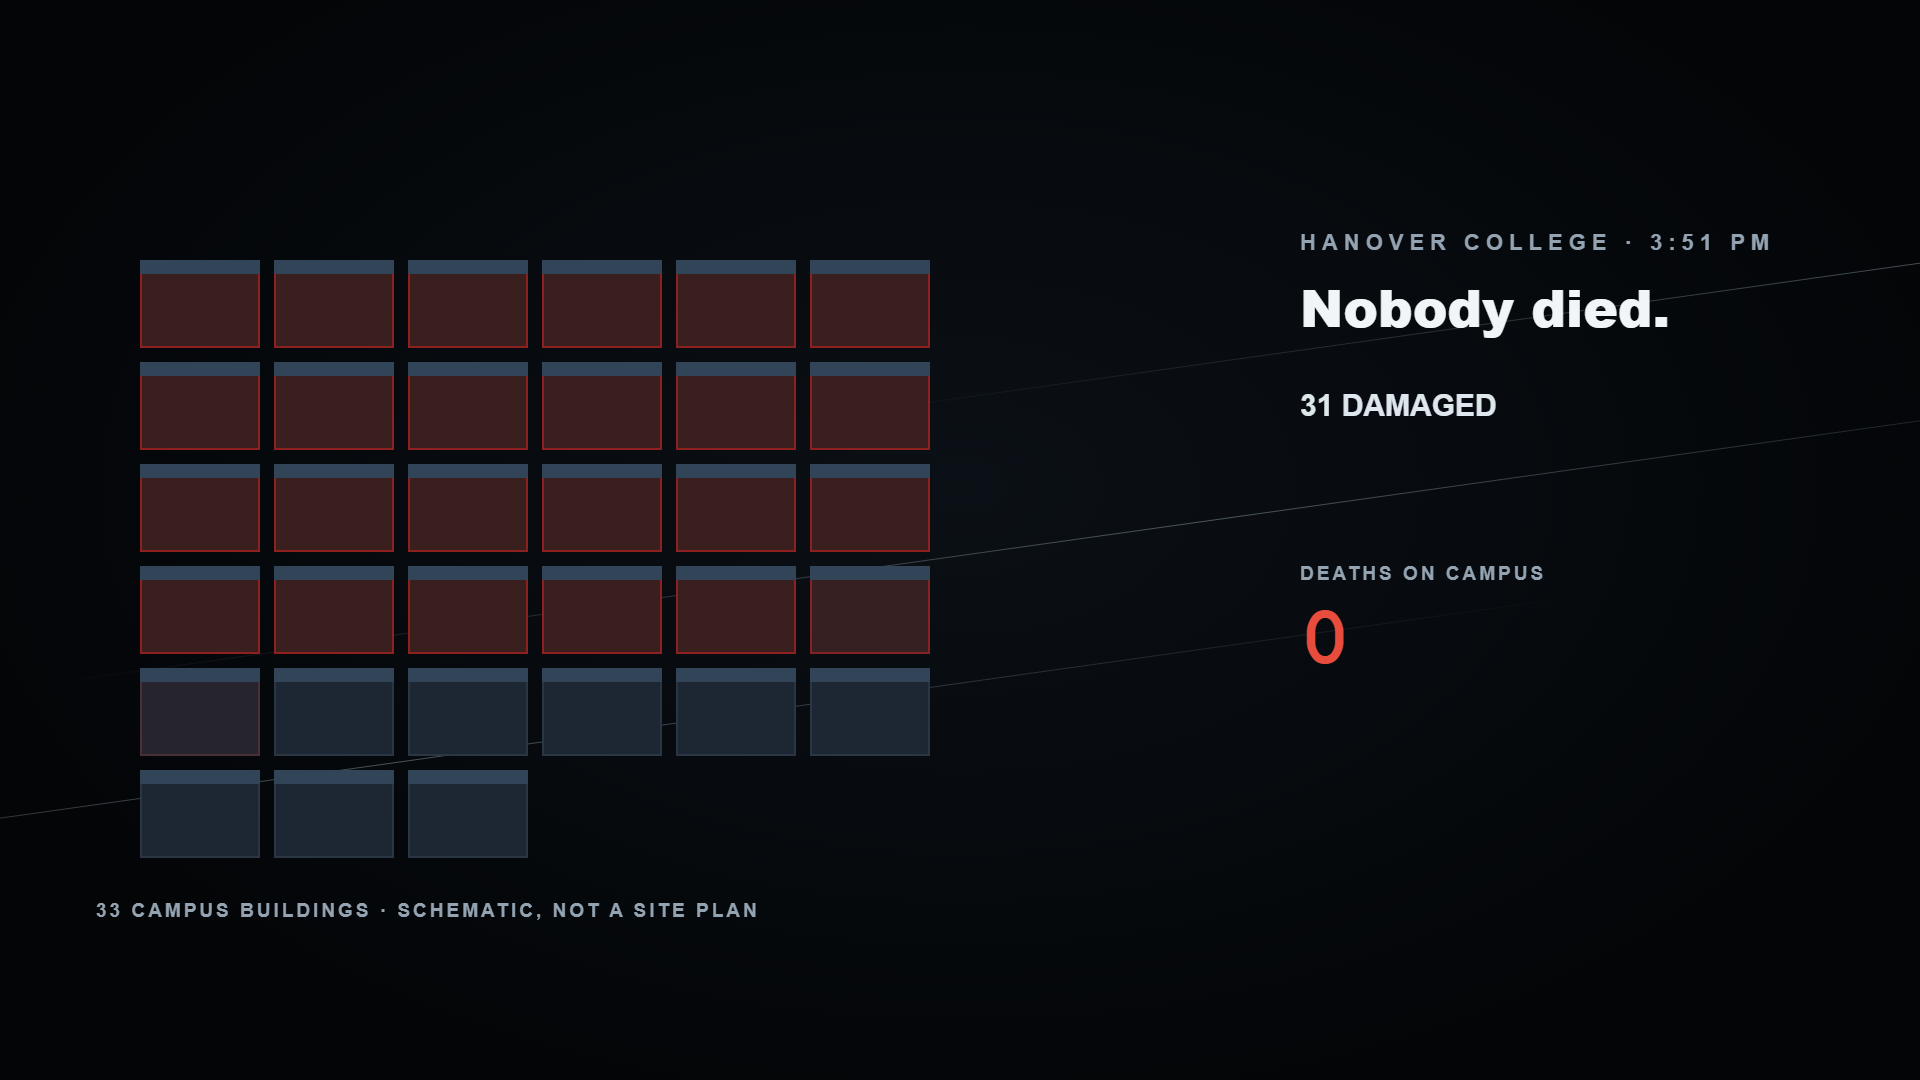 HANOVER COLLEGE · 3:51 PM
Nobody died.
31 DAMAGED
DEATHS ON CAMPUS
0
33 CAMPUS BUILDINGS · SCHEMATIC, NOT A SITE PLAN